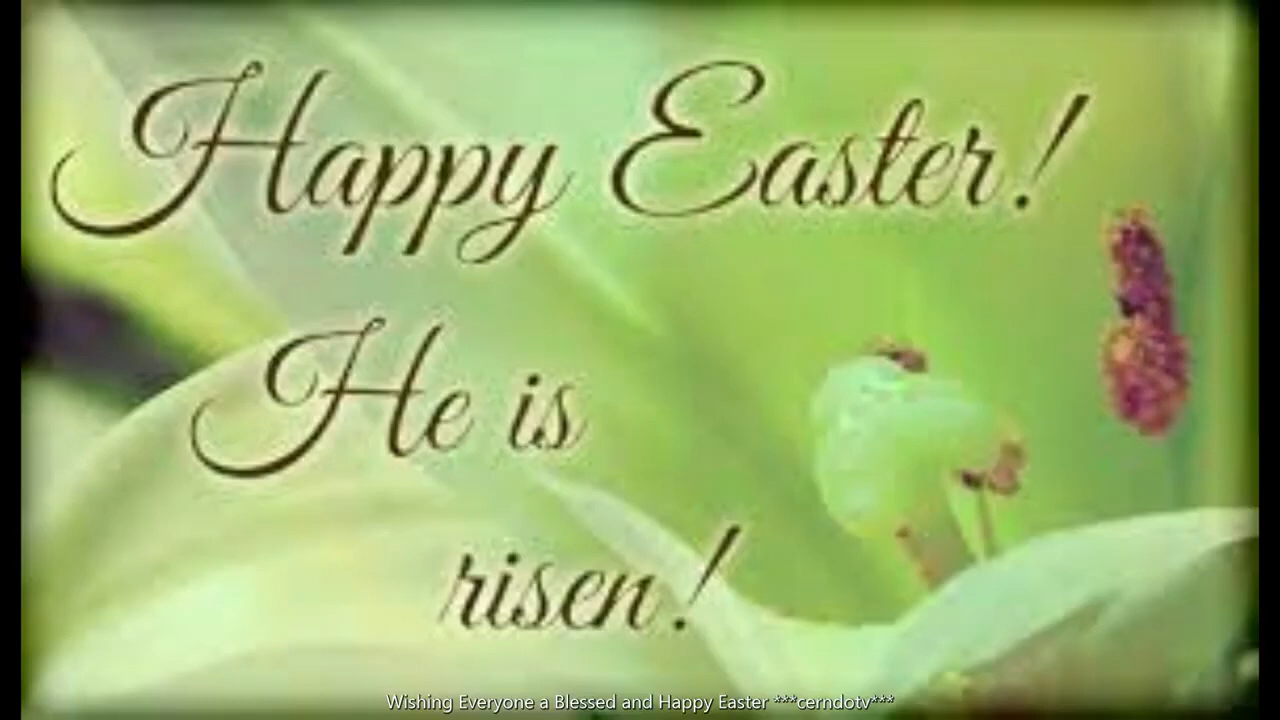 Happy Easter!
He is
risen!
Wishing Everyone a Blessed and Happy Easter ***cerndotv***